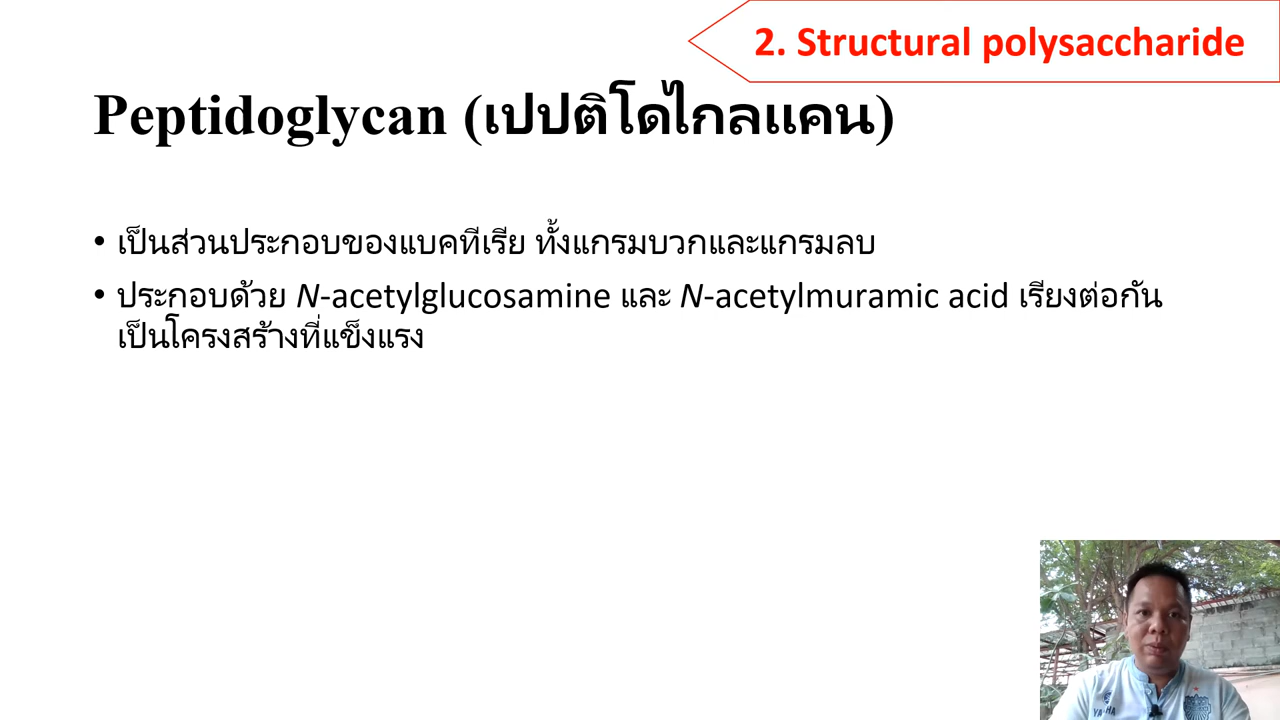 2. Structural polysaccharide
Peptidoglycan (เปปติโดไกลแคน)
• เป็นส่วนประกอบของแบคทีเรีย ทั้งแกรมบวกและแกรมลบ
• ประกอบด้วย N-acetylglucosamine และ N-acetylmuramic acid เรียงต่อกัน
เป็นโครงสร้างที่แข็งแรง